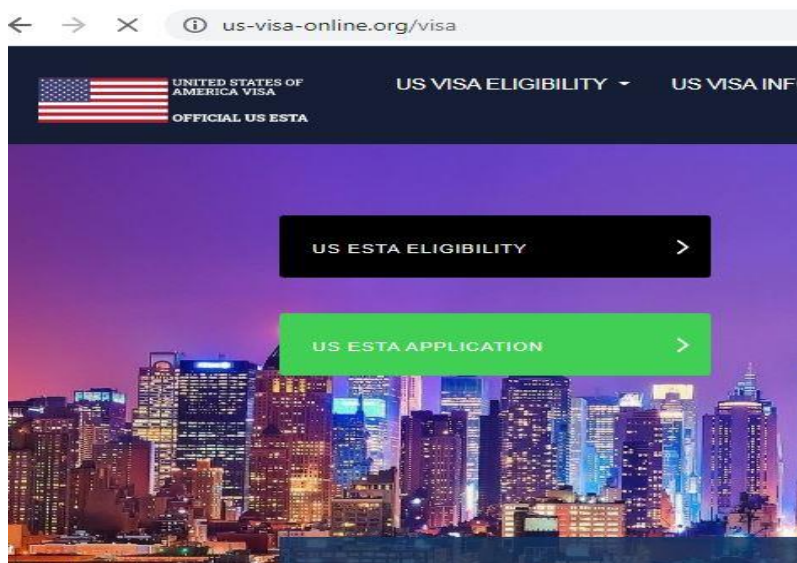 us-visa-online.org/visa
UNITED STATES OF
AMERICA VISA
OFFICIAL US ESTA
US VISA ELIGIBILITY
US VISA INF
US ESTA ELIGIBILITY
US ESTA APPLICATION